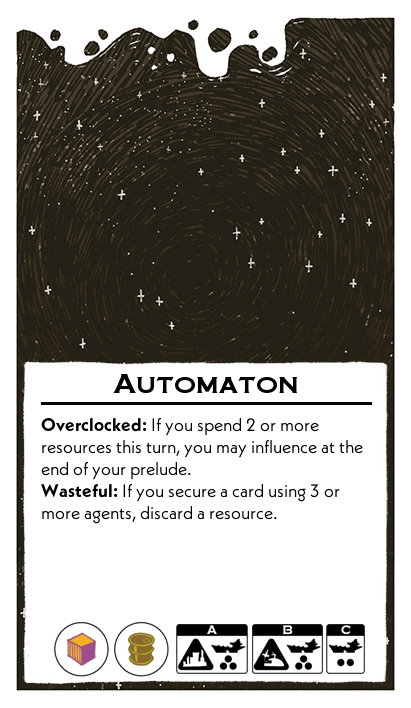 AUTOMATON
Overclocked: If you spend 2 or more
resources this turn, you may influence at the
end of your prelude.
Wasteful: If you secure a card using 3 or
more agents, discard a resource.
A B C